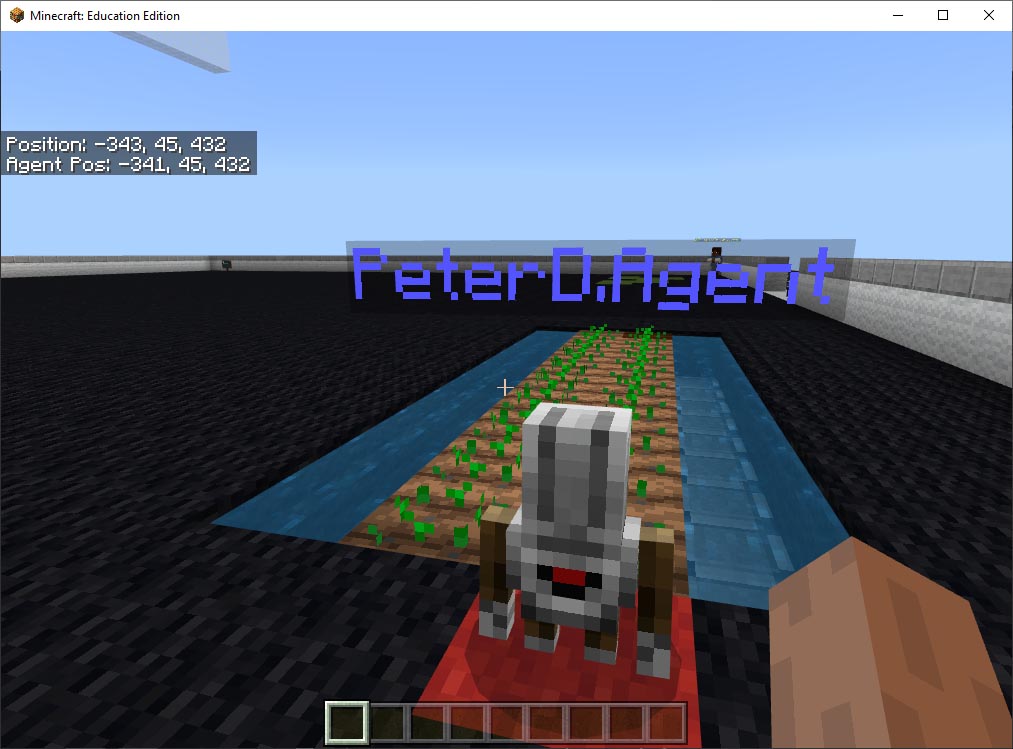 Minecraft: Education Edition
Position: -343, 45, 432
Agent Pos: -341, 45, 432
PeterD.Agent